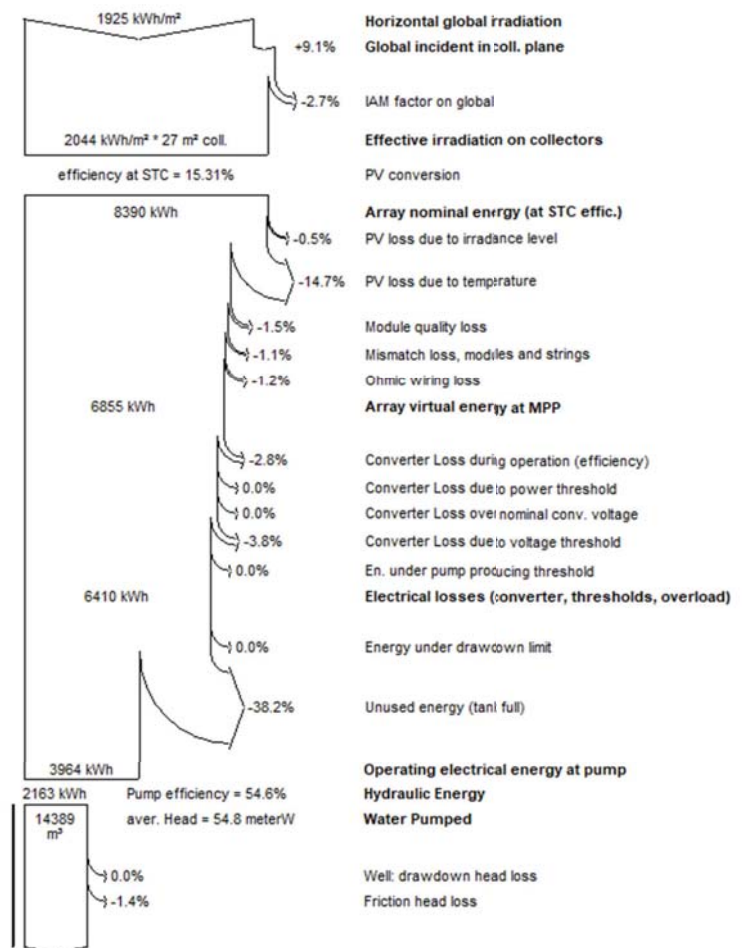 1925 kWh/m² Horizontal global irradiation
+9.1% Global incident in coll. plane
-2.7% IAM factor on global
2044 kWh/m² * 27 m² coll. Effective irradiation on collectors
efficiency at STC = 15.31% PV conversion
8390 kWh Array nominal energy (at STC effic.)
-0.5% PV loss due to irradiance level
-14.7% PV loss due to temperature
-1.5% Module quality loss
-1.1% Mismatch loss, modules and strings
-1.2% Ohmic wiring loss
6855 kWh Array virtual energy at MPP
-2.8% Converter Loss during operation (efficiency)
0.0% Converter Loss due to power threshold
0.0% Converter Loss over nominal conv. voltage
-3.8% Converter Loss due to voltage threshold
0.0% En. under pump producing threshold
6410 kWh Electrical losses (converter, thresholds, overload)
0.0% Energy under drawdown limit
-38.2% Unused energy (tank full)
3964 kWh Operating electrical energy at pump
2163 kWh Pump efficiency = 54.6% Hydraulic Energy
14389 aver. Head = 54.8 meterW Water Pumped
m³
0.0% Well: drawdown head loss
-1.4% Friction head loss